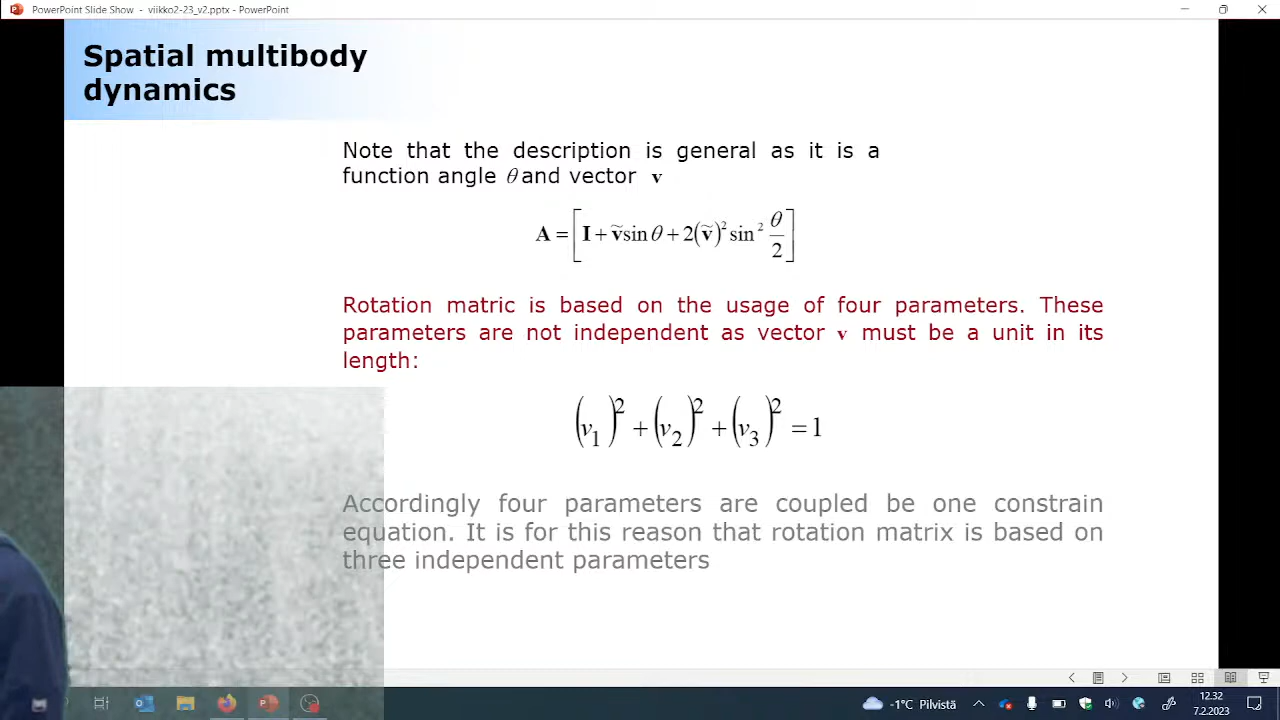 PowerPoint Slide Show - viikko2-23_v2.pptx - PowerPoint
Spatial multibody
dynamics
Note that the description is general as it is a
function angle θ and vector v
A = [I + ṽ sin θ + 2(ṽ)² sin² θ/2]
Rotation matric is based on the usage of four parameters. These
parameters are not independent as vector v must be a unit in its
length:
(v₁)² + (v₂)² + (v₃)² = 1
Accordingly four parameters are coupled be one constrain
equation. It is for this reason that rotation matrix is based on
three independent parameters
-1°C Pilvistä
12.32
7.2.2023